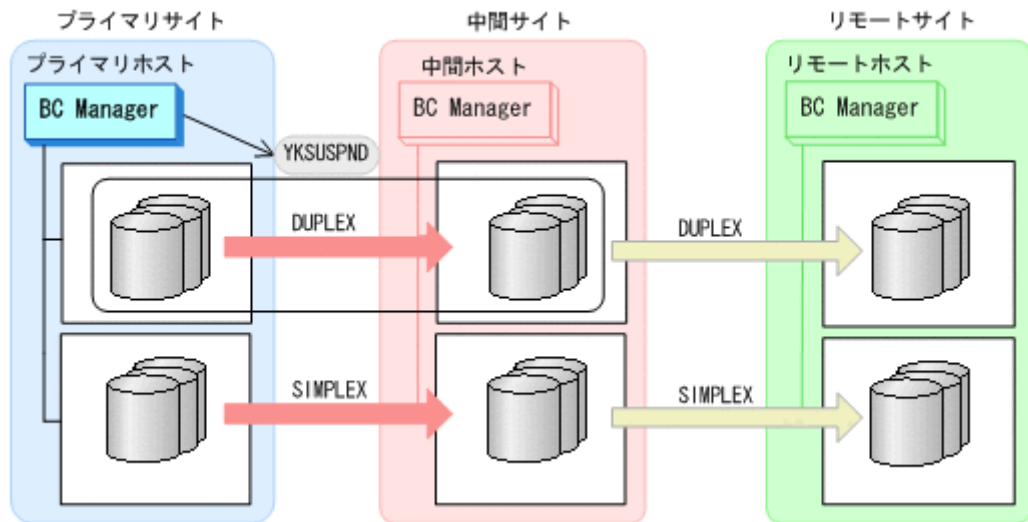 プライマリサイト
中間サイト
リモートサイト
プライマリホスト
中間ホスト
リモートホスト
BC Manager
BC Manager
BC Manager
YKSUSPND
DUPLEX
DUPLEX
SIMPLEX
SIMPLEX